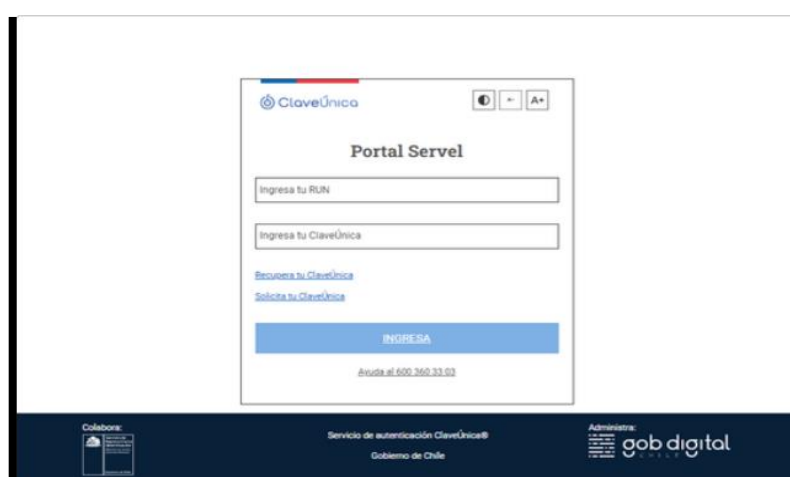 ClaveÚnica
A-
A+
Portal Servel
Ingresa tu RUN
Ingresa tu ClaveÚnica
Recupera tu ClaveÚnica
Solicita tu ClaveÚnica
INGRESA
Ayuda al 600 360 33 03
Colabora:
Servicio de autenticación ClaveÚnica®
Gobierno de Chile
Administra:
gob digital
CHILE